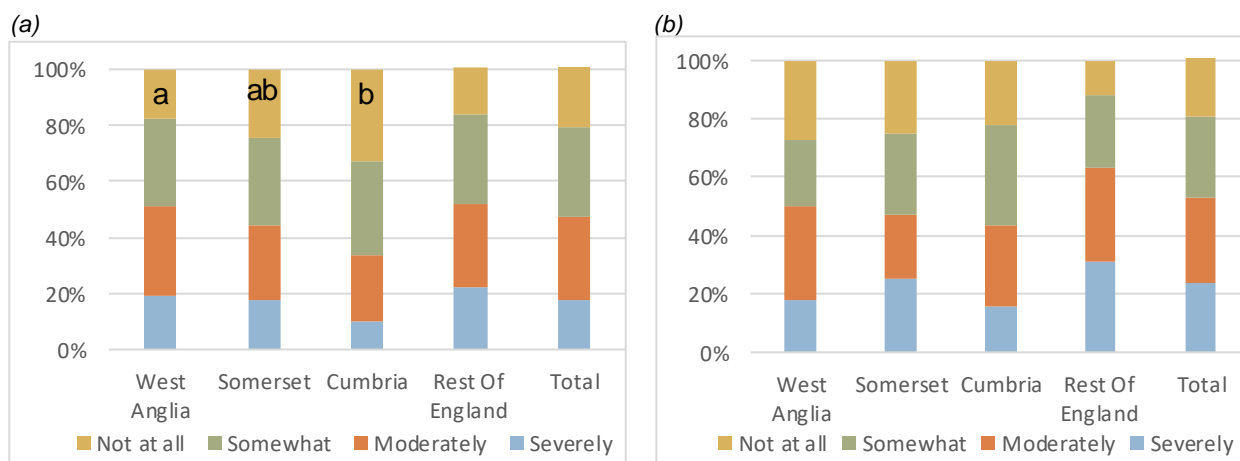 (a)
100%
80%
60%
40%
20%
0%
a
ab
b
West Anglia
Somerset
Cumbria
Rest Of England
Total
Not at all
Somewhat
Moderately
Severely
(b)
100%
80%
60%
40%
20%
0%
West Anglia
Somerset
Cumbria
Rest Of England
Total
Not at all
Somewhat
Moderately
Severely